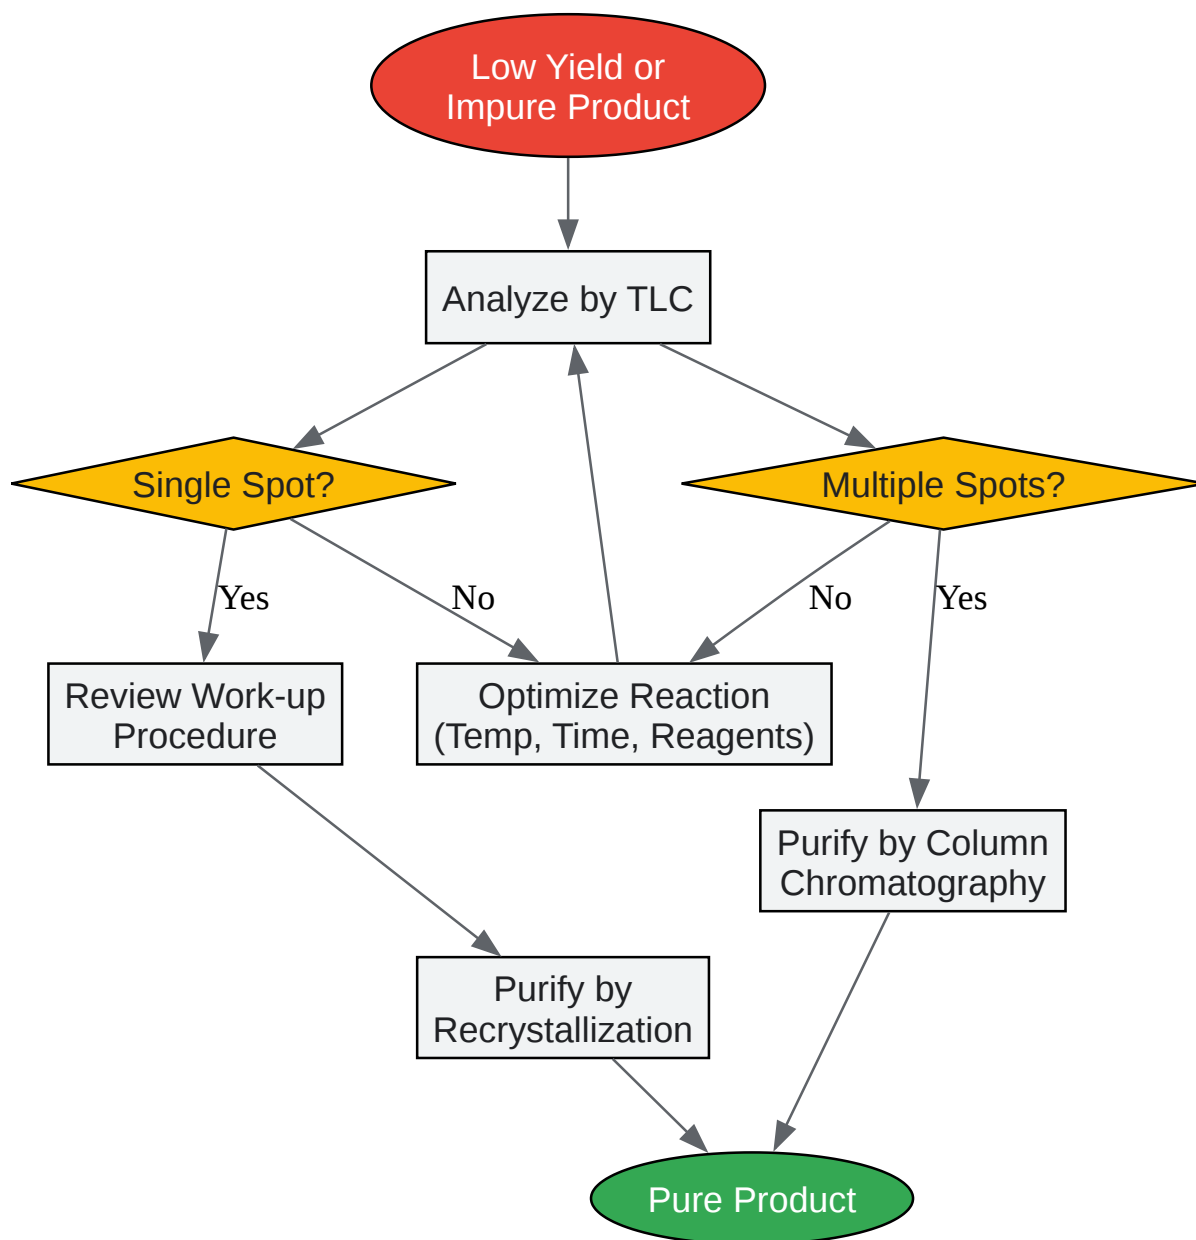 Low Yield or
Impure Product
Analyze by TLC
Single Spot?
Multiple Spots?
Yes
No
No
Yes
Review Work-up
Procedure
Optimize Reaction
(Temp, Time, Reagents)
Purify by Column
Chromatography
Purify by
Recrystallization
Pure Product